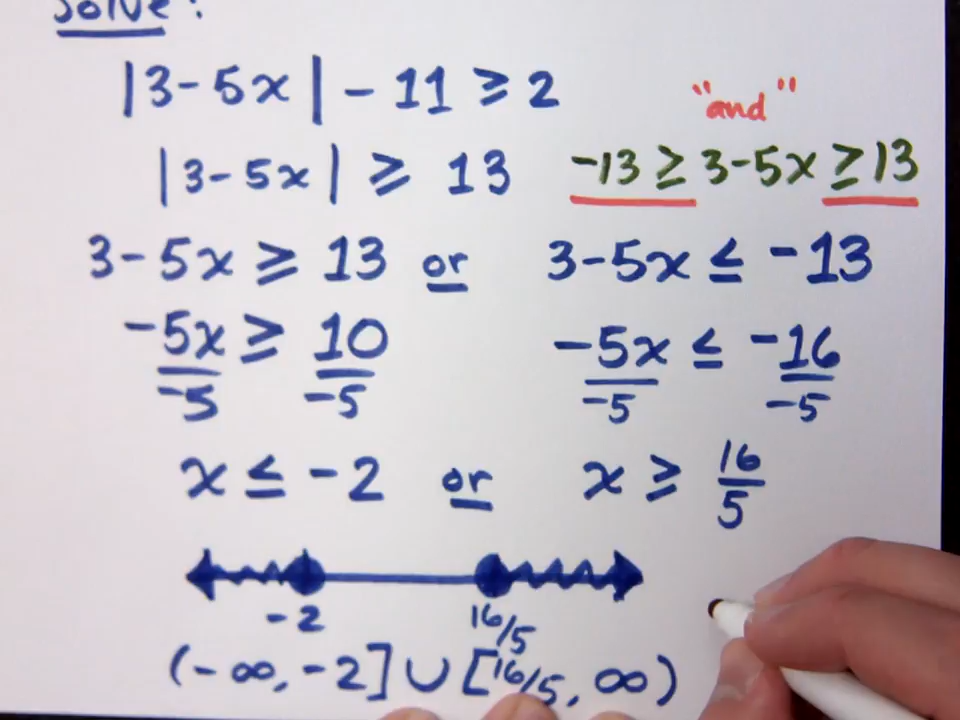 Solve:
|3-5x| - 11 ≥ 2
"and"
|3-5x| ≥ 13
-13 ≥ 3-5x ≥ 13
3-5x ≥ 13 or 3-5x ≤ -13
-5x ≥ 10 -5x ≤ -16
-5 -5 -5 -5
x ≤ -2 or x ≥ 16/5
-2 16/5
(-∞, -2] ∪ [16/5, ∞)